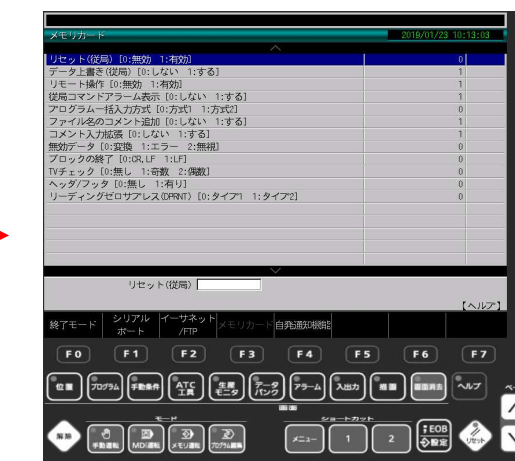 メモリカード 2019/01/23 10:13:03
リセット(従局) [0:無効 1:有効] 0
データ上書き(従局) [0:しない 1:する] 1
リモート操作 [0:無効 1:有効] 1
従局コマンドアラーム表示 [0:しない 1:する] 1
プログラム一括入力方式 [0:方式1 1:方式2] 0
ファイル名のコメント追加 [0:しない 1:する] 1
コメント入力拡張 [0:しない 1:する] 1
無効データ [0:変換 1:エラー 2:無視] 0
ブロックの終了 [0:CR,LF 1:LF] 0
TVチェック [0:無し 1:奇数 2:偶数] 0
ヘッダ/フッタ [0:無し 1:有り] 0
リーディングゼロサプレス(DPRNT) [0:タイプ1 1:タイプ2] 0
リセット(従局)
[ヘルプ]
終了モード シリアルポート イーサネット/FTP メモリカード 自発通知機能
F0 F1 F2 F3 F4 F5 F6 F7
位置 プログラム 手動条件 ATC工具 生産モニタ データバンク アラーム 入出力 描画 画面消去 ヘルプ
画面
モード ショートカット
解除 手動運転 MDI運転 メモリ運転 プログラム編集 メニュー 1 2 ;EOB 設定 リセット